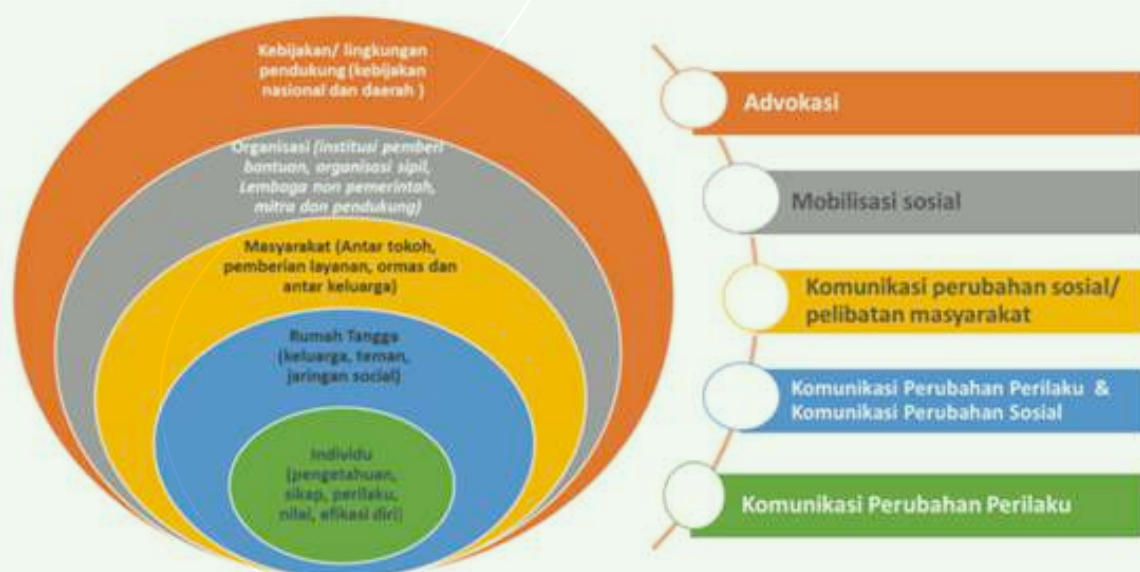 Kebijakan/ lingkungan
pendukung (kebijakan
nasional dan daerah )
Organisasi (institusi pemberi
bantuan, organisasi sipil,
Lembaga non pemerintah,
mitra dan pendukung)
Masyarakat (Antar tokoh,
pemberian layanan, ormas dan
antar keluarga)
Rumah Tangga
(keluarga, teman,
jaringan social)
Individu
(pengetahuan,
sikap, perilaku,
nilai, efikasi diri)
Advokasi
Mobilisasi sosial
Komunikasi perubahan sosial/
pelibatan masyarakat
Komunikasi Perubahan Perilaku &
Komunikasi Perubahan Sosial
Komunikasi Perubahan Perilaku